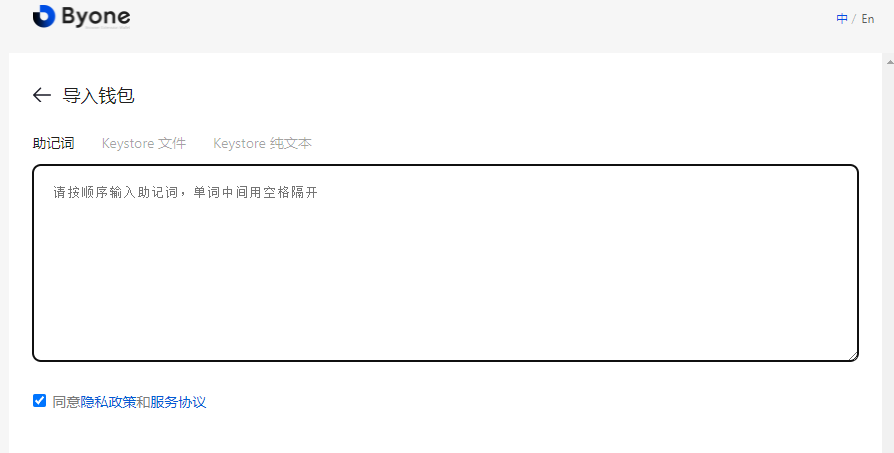 Byone
中 / En
导入钱包
助记词 Keystore 文件 Keystore 纯文本
请按顺序输入助记词，单词中间用空格隔开
同意隐私政策和服务协议